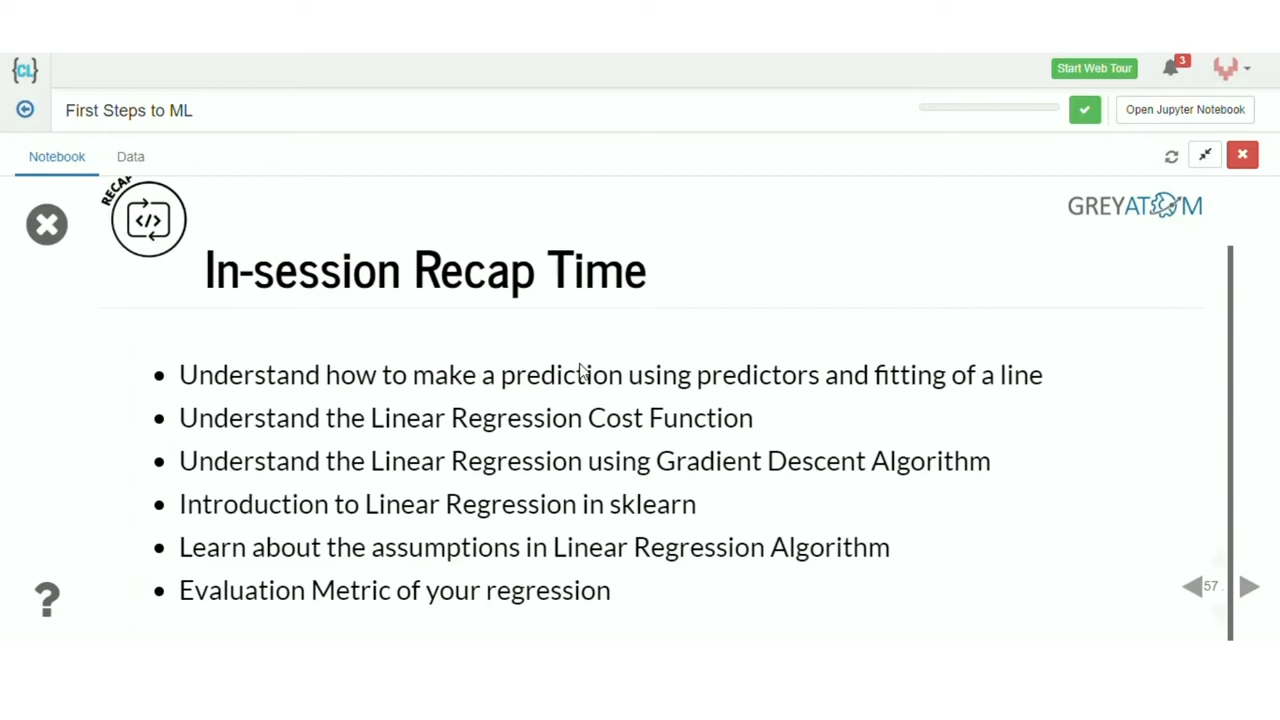 {CL}
Start Web Tour
3
First Steps to ML
Open Jupyter Notebook
Notebook
Data
RECAP
</>
GREYATOM
In-session Recap Time
Understand how to make a prediction using predictors and fitting of a line
Understand the Linear Regression Cost Function
Understand the Linear Regression using Gradient Descent Algorithm
Introduction to Linear Regression in sklearn
Learn about the assumptions in Linear Regression Algorithm
Evaluation Metric of your regression
?
57